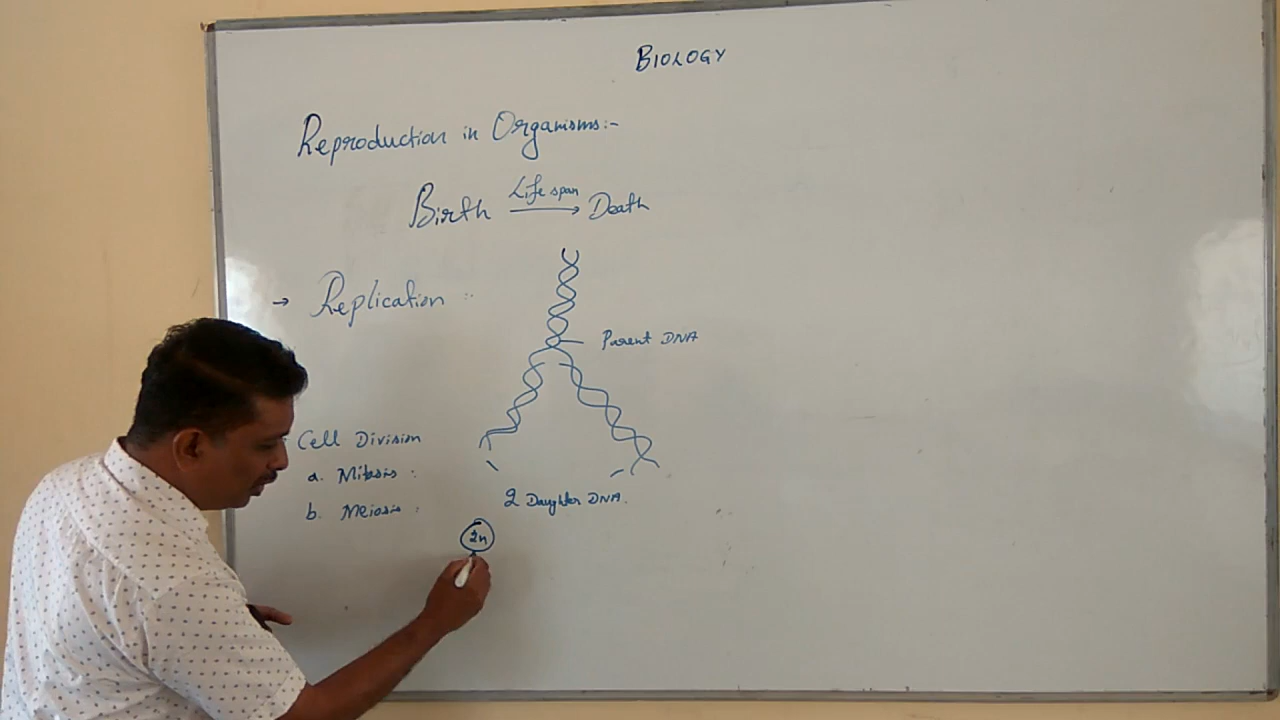 BIOLOGY
Reproduction in Organisms:-
Birth Life span → Death
→ Replication :-
Parent DNA
Cell Division
a. Mitosis :
b. Meiosis :
2 Daughter DNA.
2n